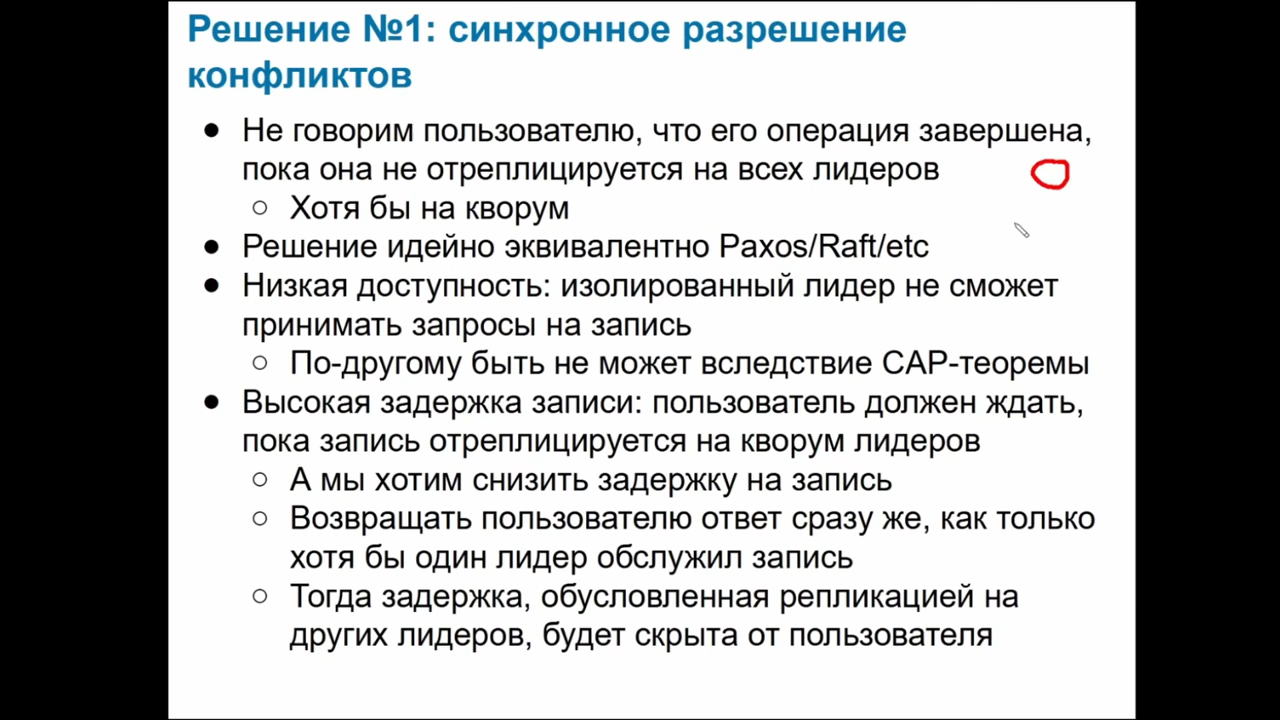 Решение №1: синхронное разрешение
конфликтов
● Не говорим пользователю, что его операция завершена,
пока она не отреплицируется на всех лидеров
○ Хотя бы на кворум
● Решение идейно эквивалентно Paxos/Raft/etc
● Низкая доступность: изолированный лидер не сможет
принимать запросы на запись
○ По-другому быть не может вследствие CAP-теоремы
● Высокая задержка записи: пользователь должен ждать,
пока запись отреплицируется на кворум лидеров
○ А мы хотим снизить задержку на запись
○ Возвращать пользователю ответ сразу же, как только
хотя бы один лидер обслужил запись
○ Тогда задержка, обусловленная репликацией на
других лидеров, будет скрыта от пользователя